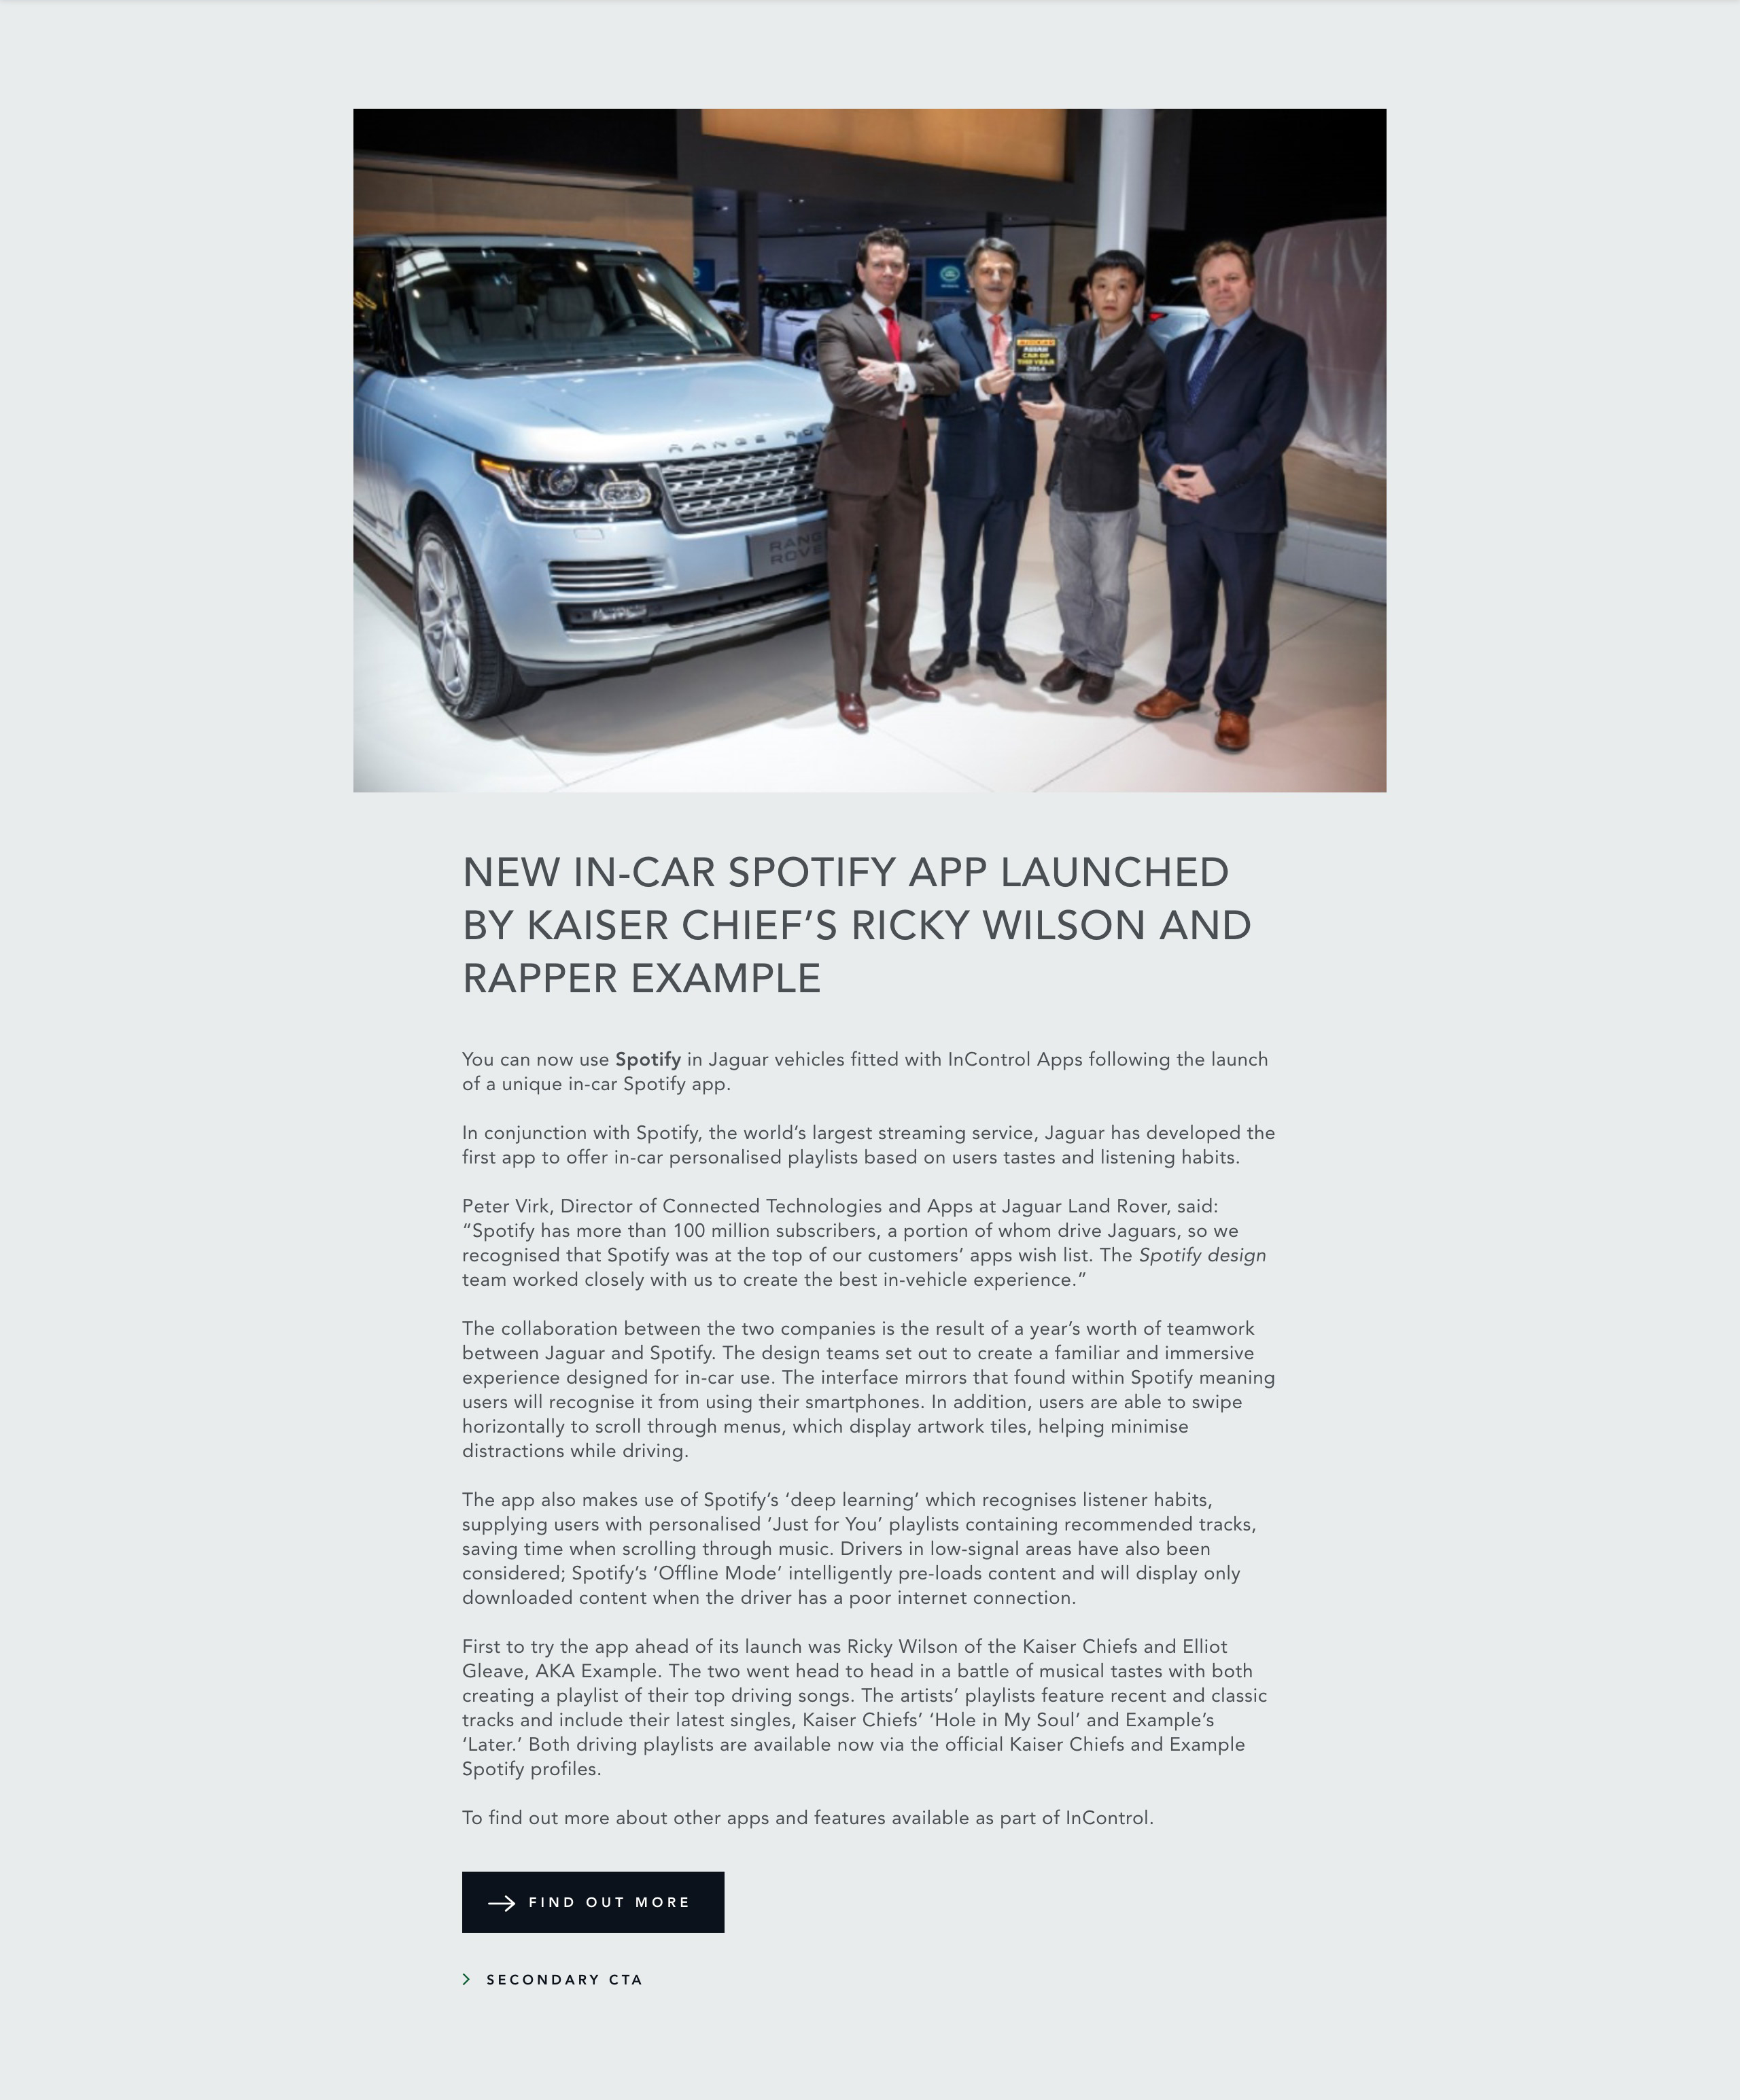 AUTOCAR
ASEAN
CAR OF
THE YEAR
2014
RANGE ROV
RANGE
ROVE
NEW IN-CAR SPOTIFY APP LAUNCHED
BY KAISER CHIEF’S RICKY WILSON AND
RAPPER EXAMPLE
You can now use Spotify in Jaguar vehicles fitted with InControl Apps following the launch
of a unique in-car Spotify app.
In conjunction with Spotify, the world’s largest streaming service, Jaguar has developed the
first app to offer in-car personalised playlists based on users tastes and listening habits.
Peter Virk, Director of Connected Technologies and Apps at Jaguar Land Rover, said:
“Spotify has more than 100 million subscribers, a portion of whom drive Jaguars, so we
recognised that Spotify was at the top of our customers’ apps wish list. The Spotify design
team worked closely with us to create the best in-vehicle experience.”
The collaboration between the two companies is the result of a year’s worth of teamwork
between Jaguar and Spotify. The design teams set out to create a familiar and immersive
experience designed for in-car use. The interface mirrors that found within Spotify meaning
users will recognise it from using their smartphones. In addition, users are able to swipe
horizontally to scroll through menus, which display artwork tiles, helping minimise
distractions while driving.
The app also makes use of Spotify’s ‘deep learning’ which recognises listener habits,
supplying users with personalised ‘Just for You’ playlists containing recommended tracks,
saving time when scrolling through music. Drivers in low-signal areas have also been
considered; Spotify’s ‘Offline Mode’ intelligently pre-loads content and will display only
downloaded content when the driver has a poor internet connection.
First to try the app ahead of its launch was Ricky Wilson of the Kaiser Chiefs and Elliot
Gleave, AKA Example. The two went head to head in a battle of musical tastes with both
creating a playlist of their top driving songs. The artists’ playlists feature recent and classic
tracks and include their latest singles, Kaiser Chiefs’ ‘Hole in My Soul’ and Example’s
‘Later.’ Both driving playlists are available now via the official Kaiser Chiefs and Example
Spotify profiles.
To find out more about other apps and features available as part of InControl.
FIND OUT MORE
SECONDARY CTA